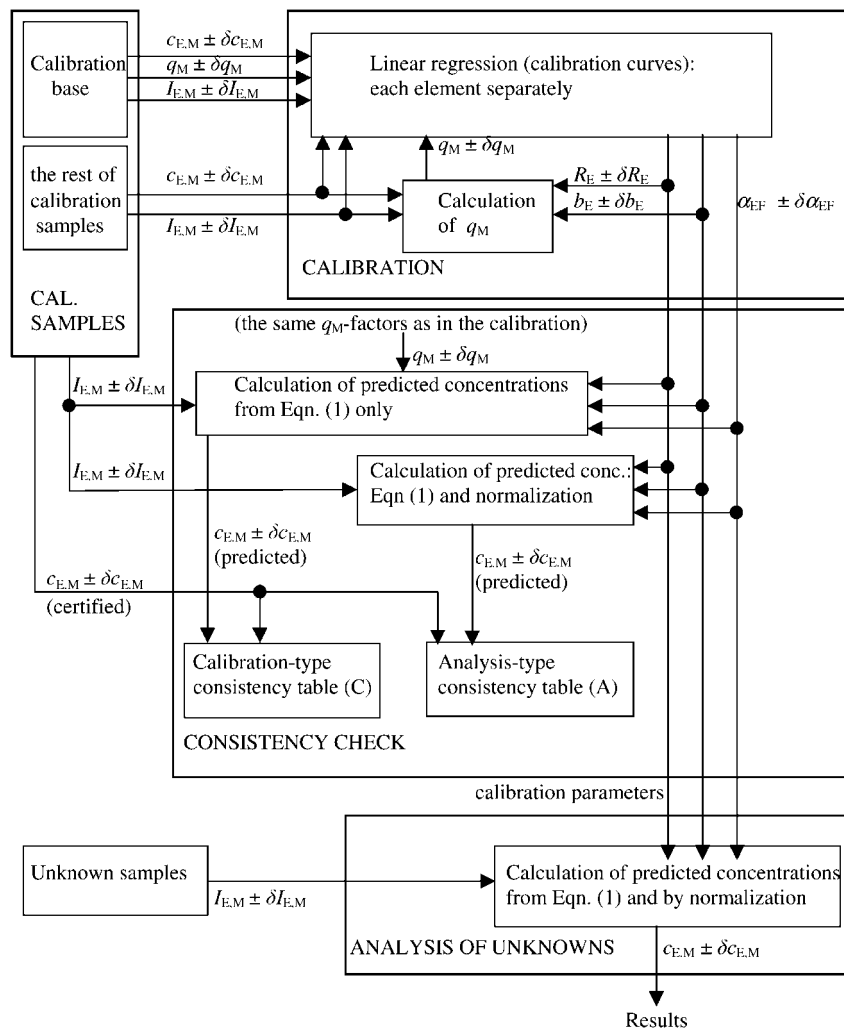 Calibration
base
c_E.M ± δc_E.M
q_M ± δq_M
I_E.M ± δI_E.M
Linear regression (calibration curves):
each element separately
the rest of
calibration
samples
c_E.M ± δc_E.M
I_E.M ± δI_E.M
q_M ± δq_M
Calculation
of q_M
R_E ± δR_E
b_E ± δb_E
α_EF ± δα_EF
CALIBRATION
CAL.
SAMPLES
(the same q_M-factors as in the calibration)
q_M ± δq_M
I_E.M ± δI_E.M
Calculation of predicted concentrations
from Eqn. (1) only
I_E.M ± δI_E.M
Calculation of predicted conc.:
Eqn (1) and normalization
c_E.M ± δc_E.M
(predicted)
c_E.M ± δc_E.M
(predicted)
c_E.M ± δc_E.M
(certified)
Calibration-type
consistency table (C)
Analysis-type
consistency table (A)
CONSISTENCY CHECK
calibration parameters
Unknown samples
I_E.M ± δI_E.M
Calculation of predicted concentrations
from Eqn. (1) and by normalization
ANALYSIS OF UNKNOWNS
c_E.M ± δc_E.M
Results